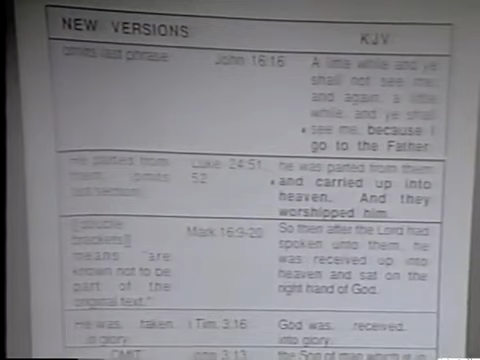 NEW VERSIONS
KJV
omits last phrase
John 16:16
A little while and ye
shall not see me:
and again, a little
while, and ye shall
see me, because I
go to the Father.
He parted from
them, omits
Luke 24:51,
52
he was parted from them
and carried up into
heaven. And they
worshipped him.
[[double
brackets]]
means "are
known not to be
part of the
original text."
Mark 16:9-20
So then after the Lord had
spoken unto them, he
was received up into
heaven and sat on the
right hand of God.
He was taken
in glory.
I Tim. 3:16
God was received
into glory.
OMIT
3:13
the Son of man which is in